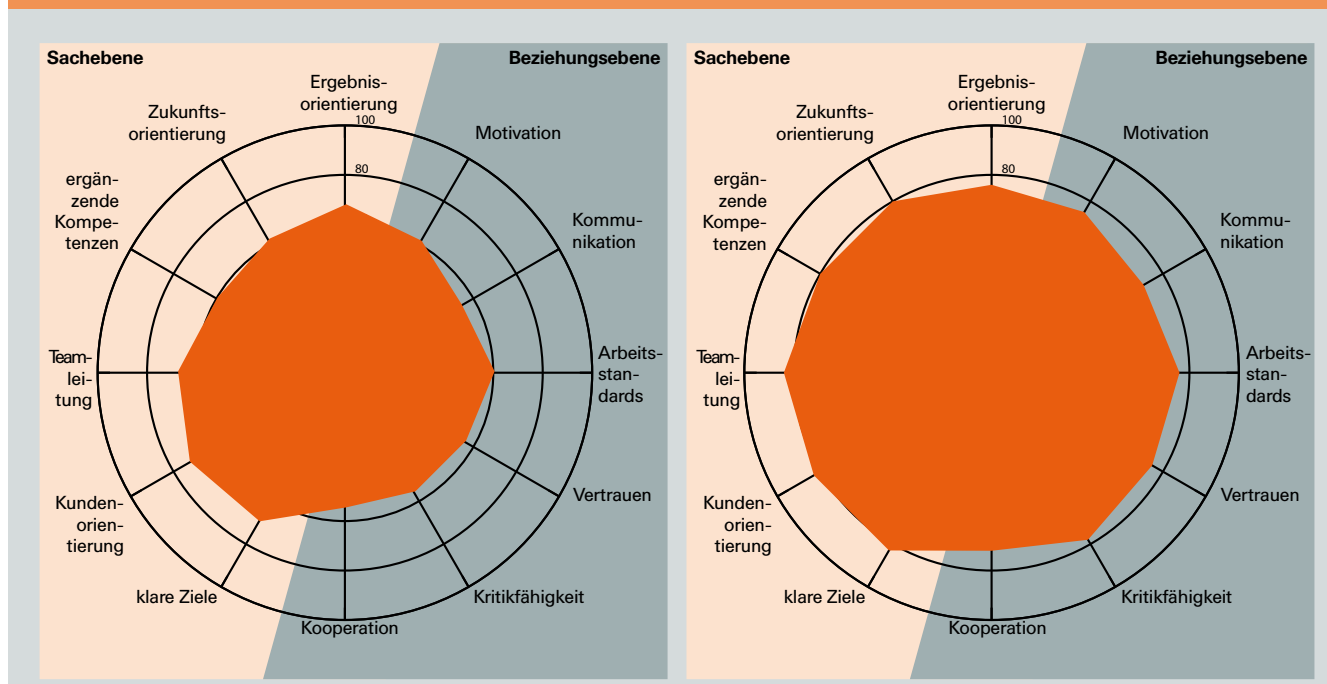 Sachebene
Beziehungsebene
Ergebnis-
orientierung
100
80
Motivation
Kommu-
nikation
Arbeits-
stan-
dards
Vertrauen
Kritikfähigkeit
Kooperation
klare Ziele
Kunden-
orien-
tierung
Team-
lei-
tung
ergän-
zende
Kompe-
tenzen
Zukunfts-
orientierung
Sachebene
Beziehungsebene
Ergebnis-
orientierung
100
80
Motivation
Kommu-
nikation
Arbeits-
stan-
dards
Vertrauen
Kritikfähigkeit
Kooperation
klare Ziele
Kunden-
orien-
tierung
Team-
lei-
tung
ergän-
zende
Kompe-
tenzen
Zukunfts-
orientierung